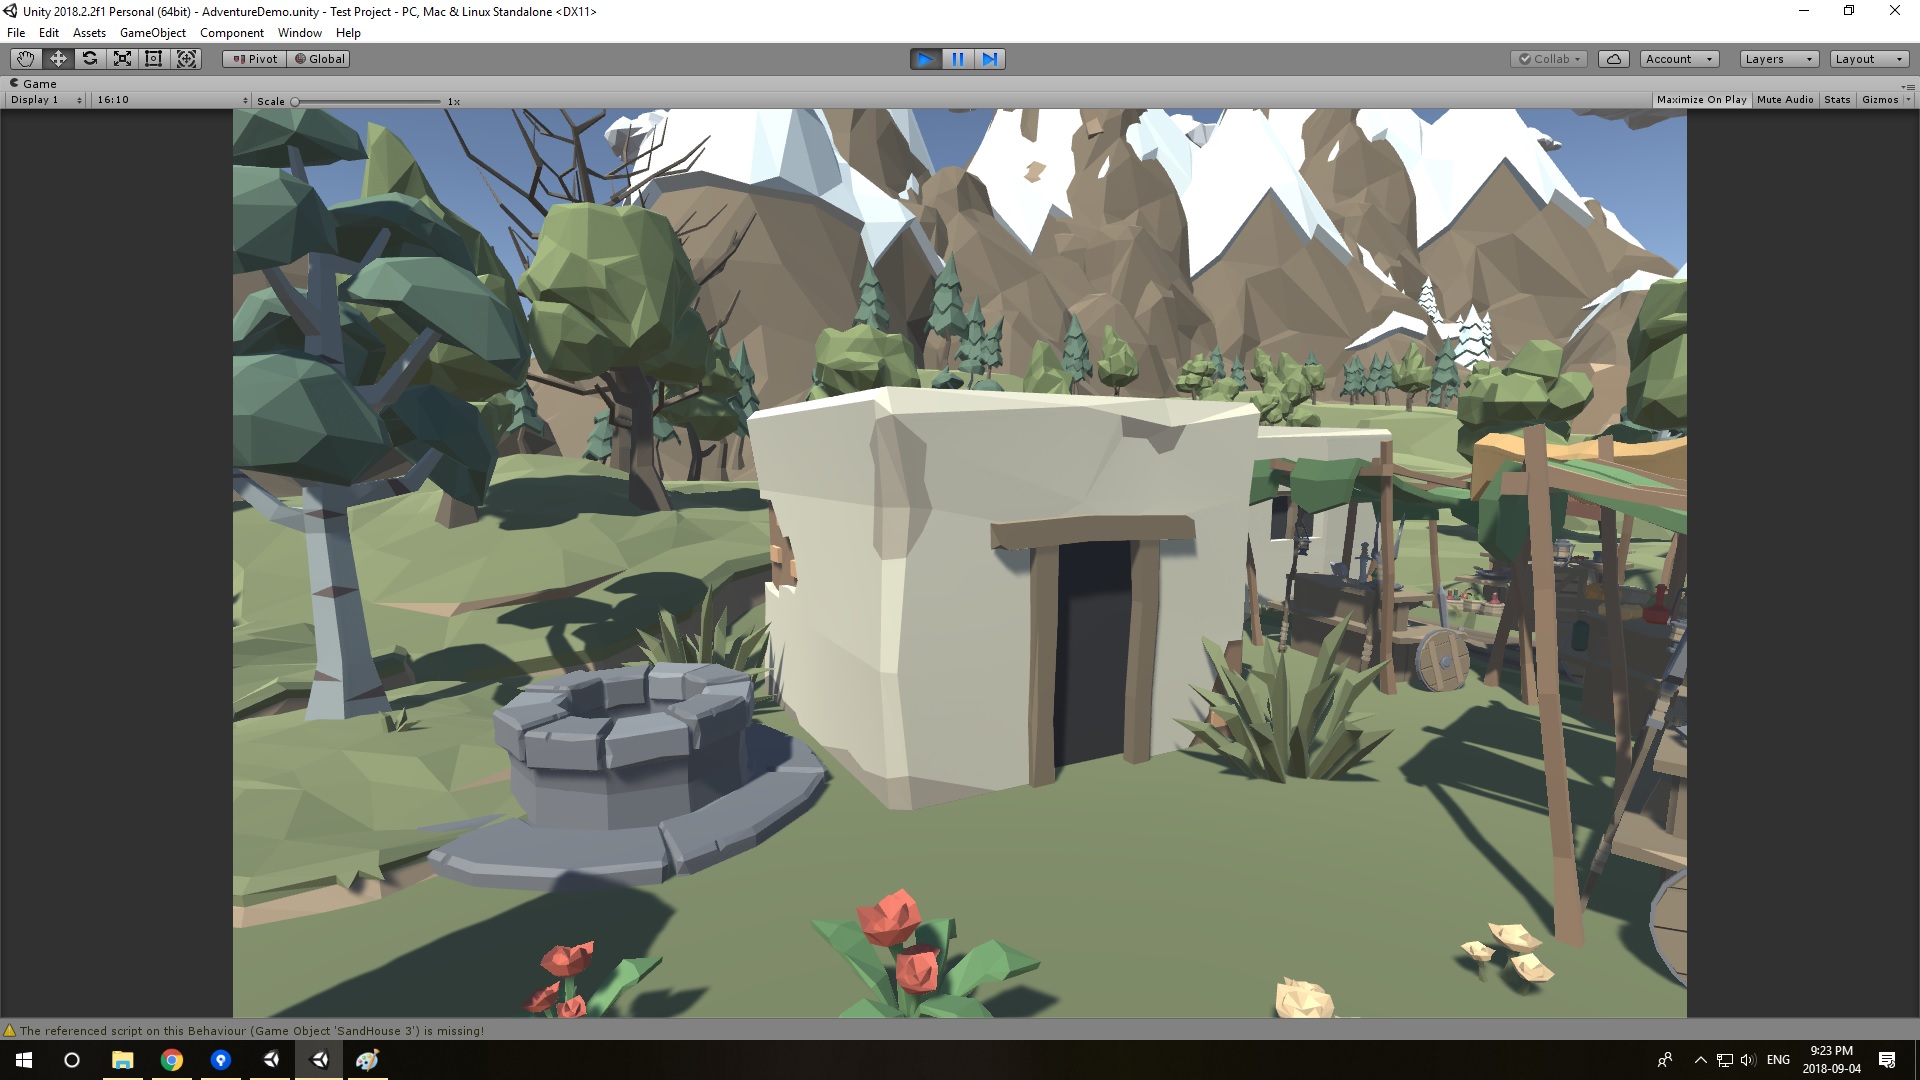 Unity 2018.2.2f1 Personal (64bit) - AdventureDemo.unity - Test Project - PC, Mac & Linux Standalone <DX11>
File Edit Assets GameObject Component Window Help
Pivot Global Collab Account Layers Layout
Game
Display 1 16:10 Scale 1x Maximize On Play Mute Audio Stats Gizmos
The referenced script on this Behaviour (Game Object 'SandHouse 3') is missing!
ENG
9:23 PM
2018-09-04